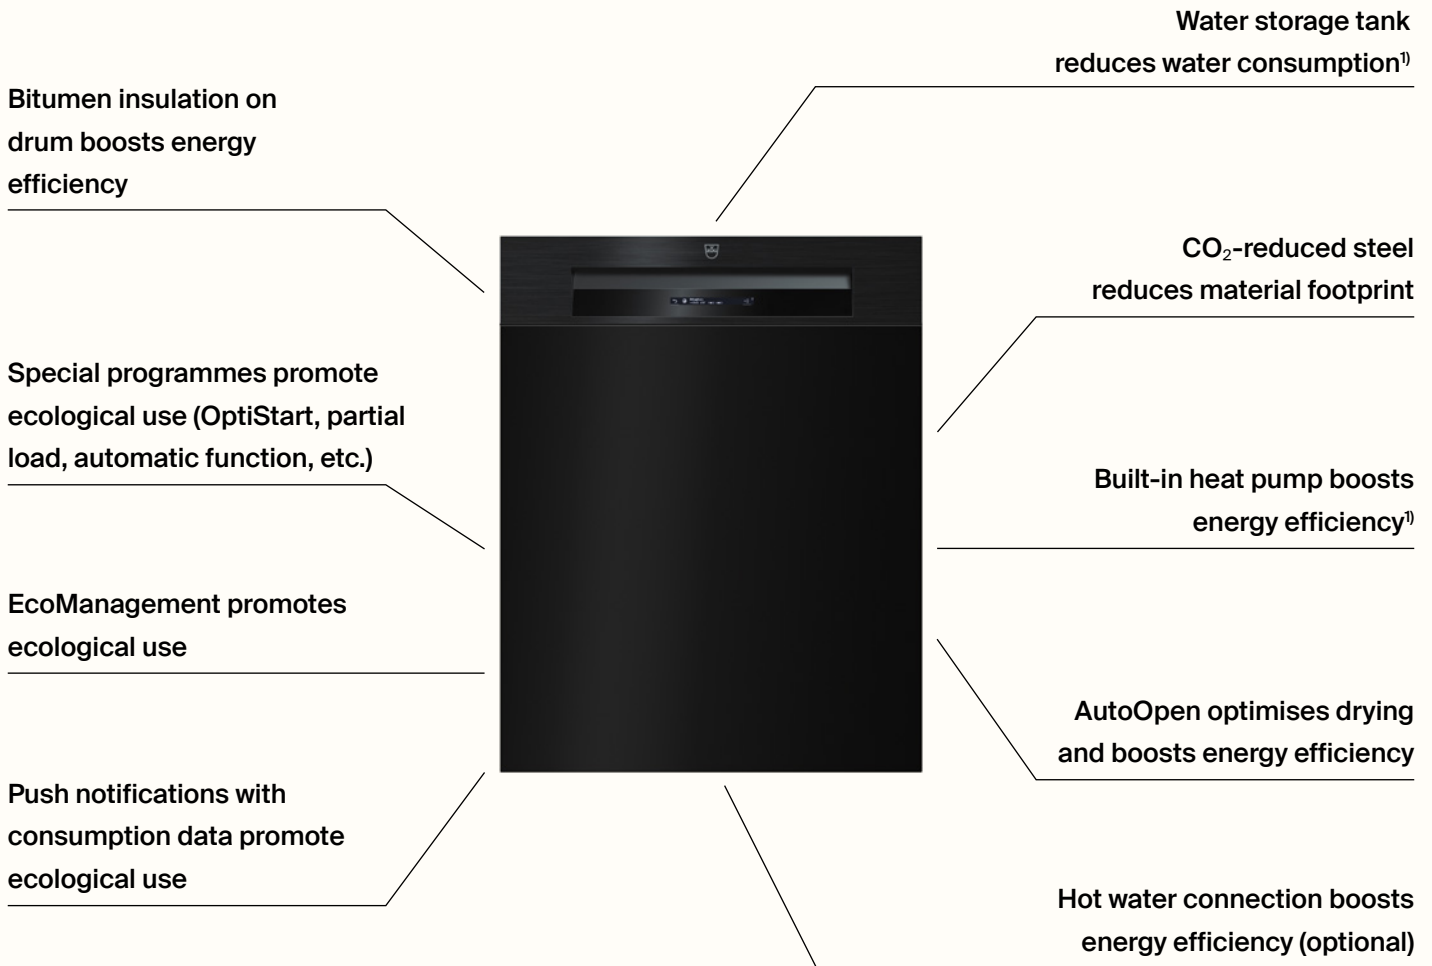 Water storage tank
reduces water consumption¹⁾
Bitumen insulation on
drum boosts energy
efficiency
CO₂-reduced steel
reduces material footprint
Special programmes promote
ecological use (OptiStart, partial
load, automatic function, etc.)
Built-in heat pump boosts
energy efficiency¹⁾
EcoManagement promotes
ecological use
AutoOpen optimises drying
and boosts energy efficiency
Push notifications with
consumption data promote
ecological use
Hot water connection boosts
energy efficiency (optional)